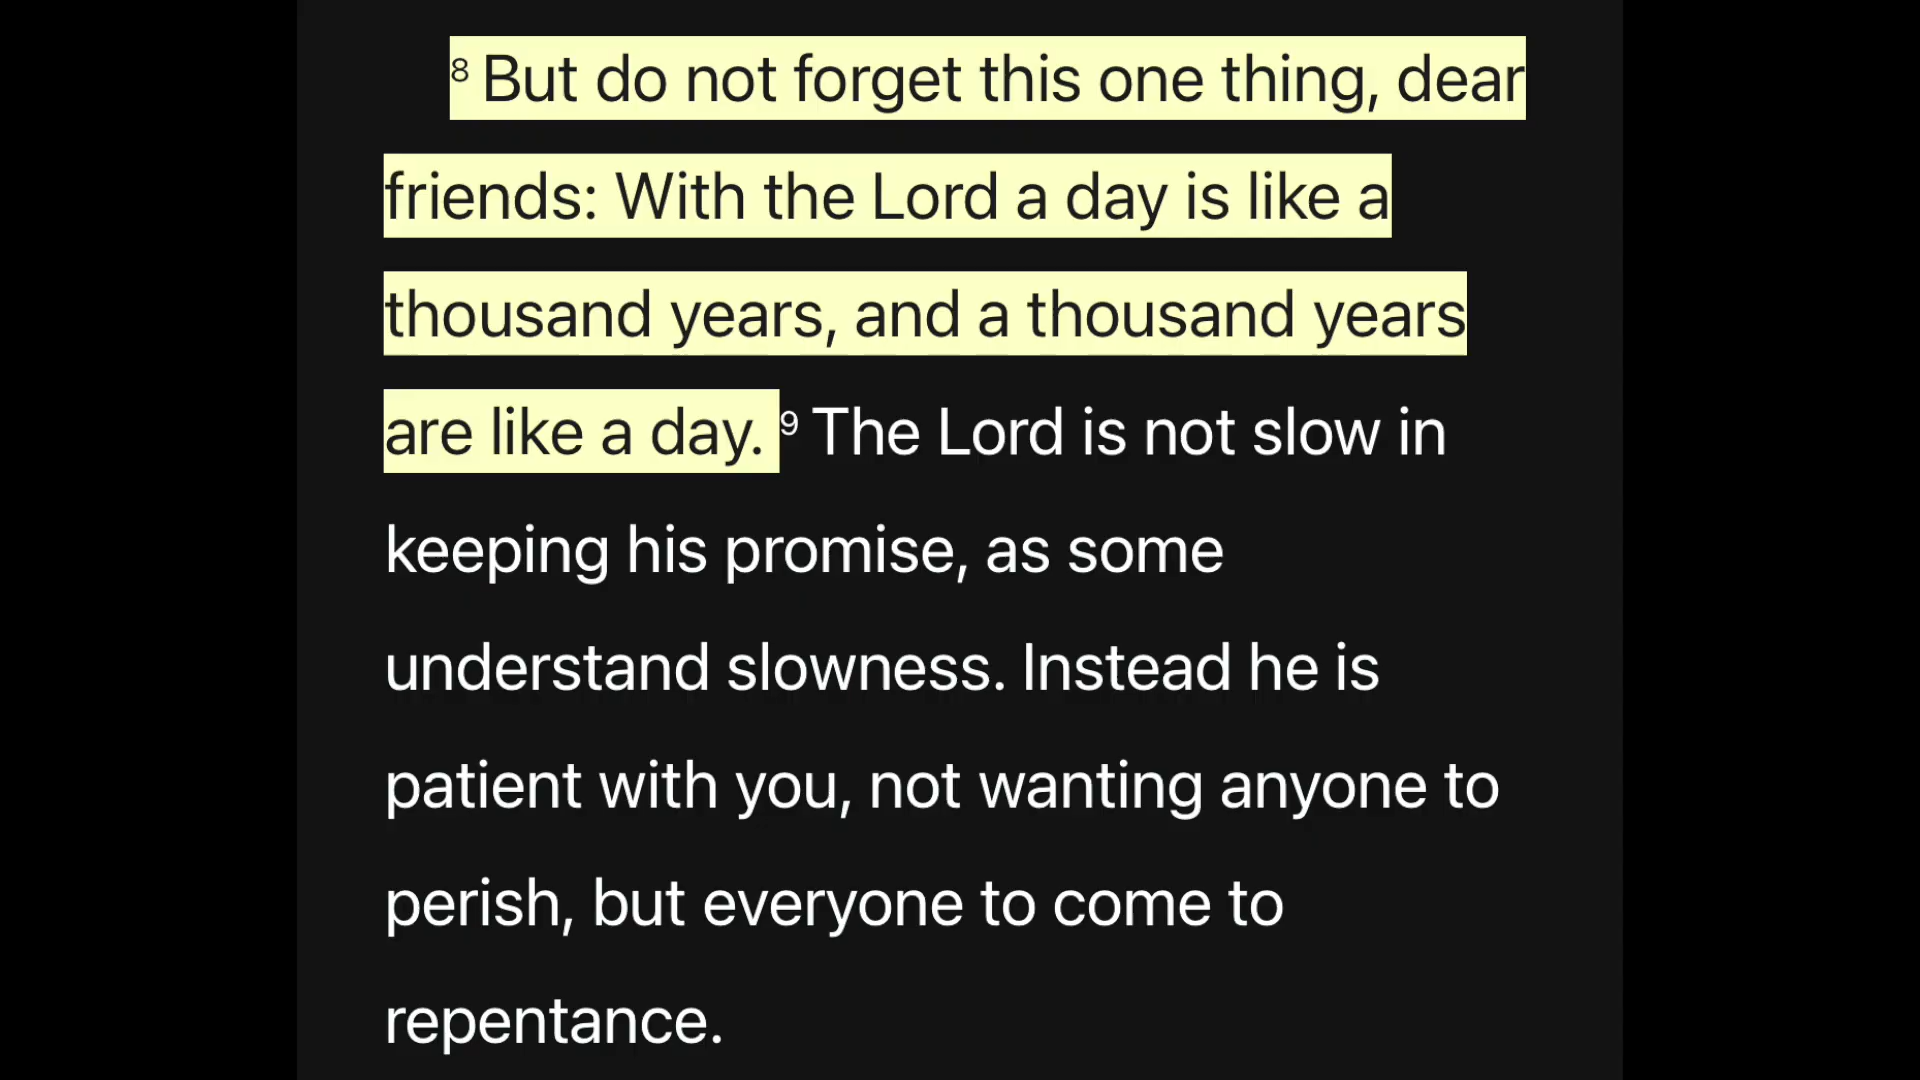 8 But do not forget this one thing, dear
friends: With the Lord a day is like a
thousand years, and a thousand years
are like a day. 9 The Lord is not slow in
keeping his promise, as some
understand slowness. Instead he is
patient with you, not wanting anyone to
perish, but everyone to come to
repentance.